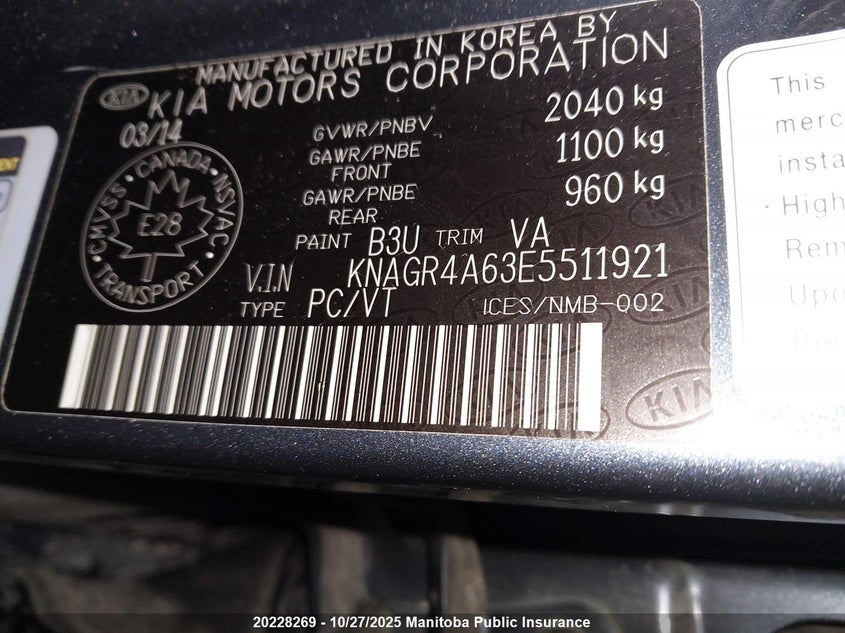 MANUFACTURED IN KOREA BY
KIA KIA MOTORS CORPORATION
03/14
GVWR/PNBV 2040 kg
GAWR/PNBE FRONT 1100 kg
GAWR/PNBE REAR 960 kg
CMVSS · CANADA · NSVAC
E28
TRANSPORT
PAINT B3U TRIM VA
V.I.N KNAGR4A63E5511921
TYPE PC/VT ICES/NMB-002
KIA
This
merc
insta
· High
Rem
Upo
20228269 - 10/27/2025 Manitoba Public Insurance